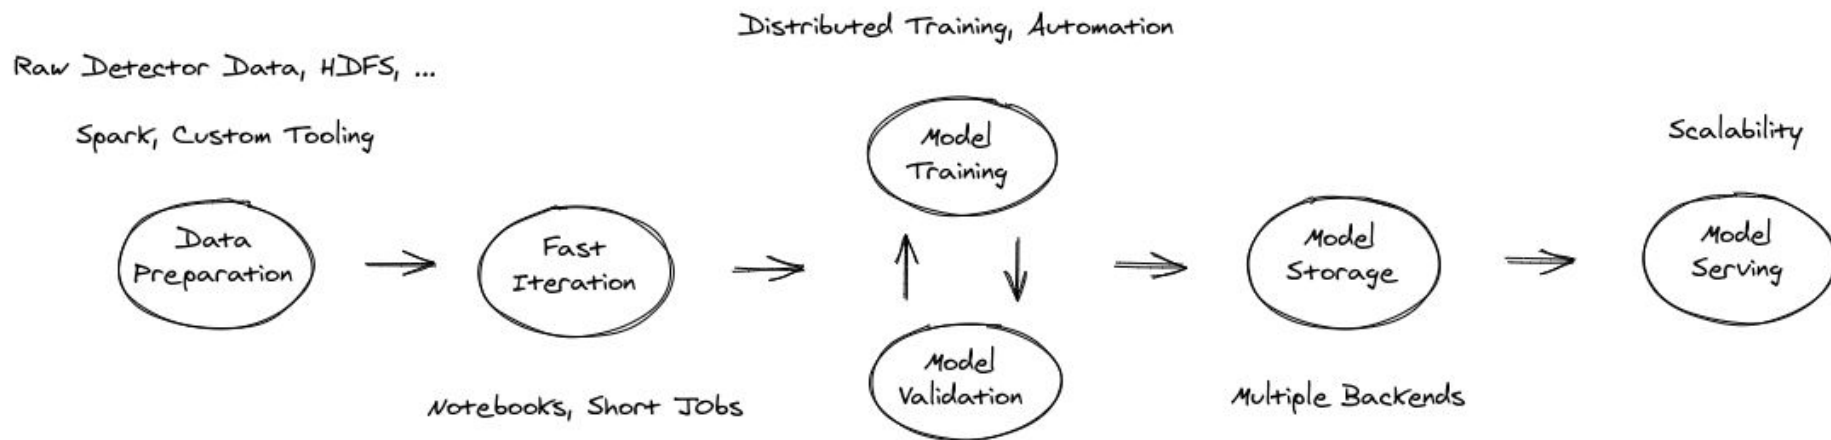 Distributed Training, Automation
Raw Detector Data, HDFS, ...
Spark, Custom Tooling
Data
Preparation
Fast
Iteration
Notebooks, Short JObs
Model
Training
Model
Validation
Model
Storage
Multiple Backends
Scalability
Model
Serving